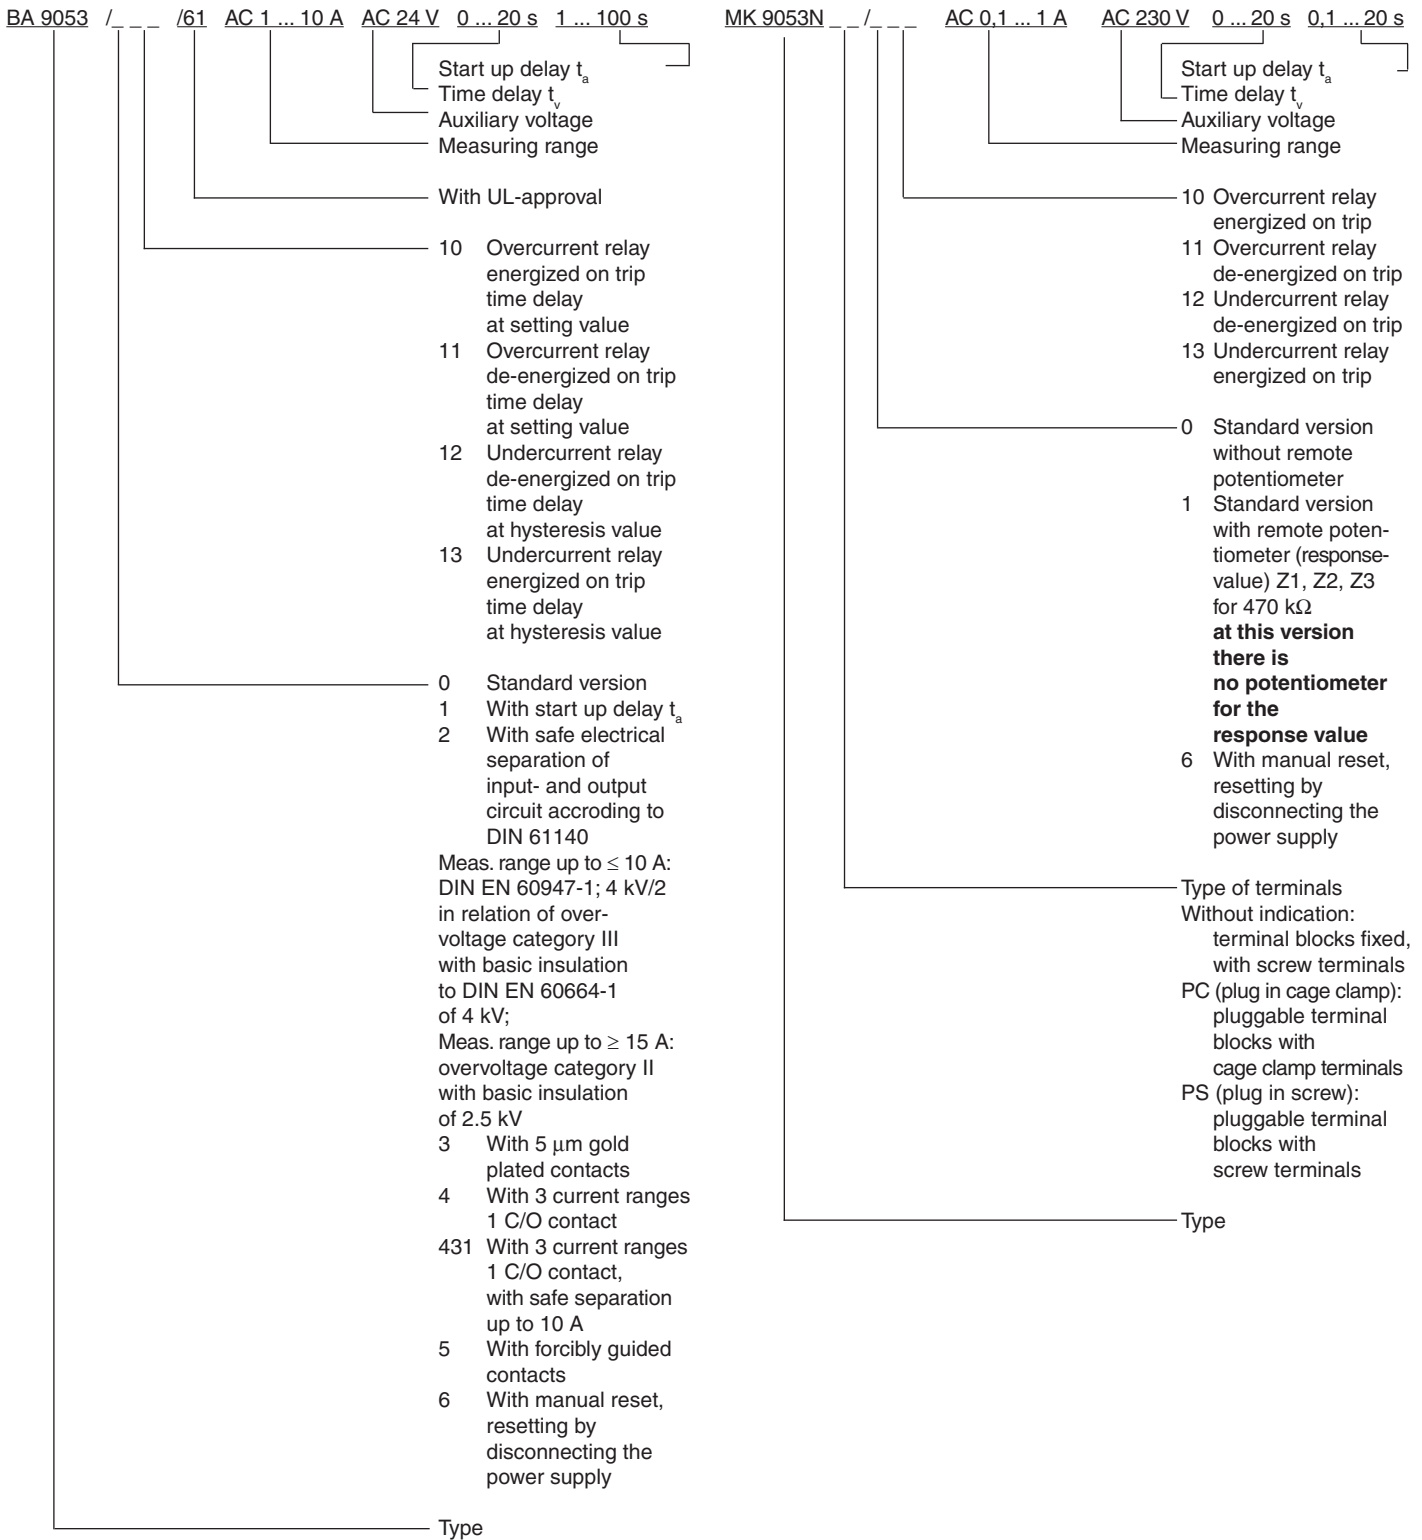 BA 9053 /_ _ _ /61 AC 1 ... 10 A AC 24 V 0 ... 20 s 1 ... 100 s
Start up delay ta
Time delay tv
Auxiliary voltage
Measuring range
With UL-approval
10 Overcurrent relay
energized on trip
time delay
at setting value
11 Overcurrent relay
de-energized on trip
time delay
at setting value
12 Undercurrent relay
de-energized on trip
time delay
at hysteresis value
13 Undercurrent relay
energized on trip
time delay
at hysteresis value
0 Standard version
1 With start up delay ta
2 With safe electrical
separation of
input- and output
circuit accroding to
DIN 61140
Meas. range up to ≤ 10 A:
DIN EN 60947-1; 4 kV/2
in relation of over-
voltage category III
with basic insulation
to DIN EN 60664-1
of 4 kV;
Meas. range up to ≥ 15 A:
overvoltage category II
with basic insulation
of 2.5 kV
3 With 5 µm gold
plated contacts
4 With 3 current ranges
1 C/O contact
431 With 3 current ranges
1 C/O contact,
with safe separation
up to 10 A
5 With forcibly guided
contacts
6 With manual reset,
resetting by
disconnecting the
power supply
Type
MK 9053N _ _ /_ _ _ AC 0,1 ... 1 A AC 230 V 0 ... 20 s 0,1 ... 20 s
Start up delay ta
Time delay tv
Auxiliary voltage
Measuring range
10 Overcurrent relay
energized on trip
11 Overcurrent relay
de-energized on trip
12 Undercurrent relay
de-energized on trip
13 Undercurrent relay
energized on trip
0 Standard version
without remote
potentiometer
1 Standard version
with remote poten-
tiometer (response-
value) Z1, Z2, Z3
for 470 kΩ
at this version
there is
no potentiometer
for the
response value
6 With manual reset,
resetting by
disconnecting the
power supply
Type of terminals
Without indication:
terminal blocks fixed,
with screw terminals
PC (plug in cage clamp):
pluggable terminal
blocks with
cage clamp terminals
PS (plug in screw):
pluggable terminal
blocks with
screw terminals
Type